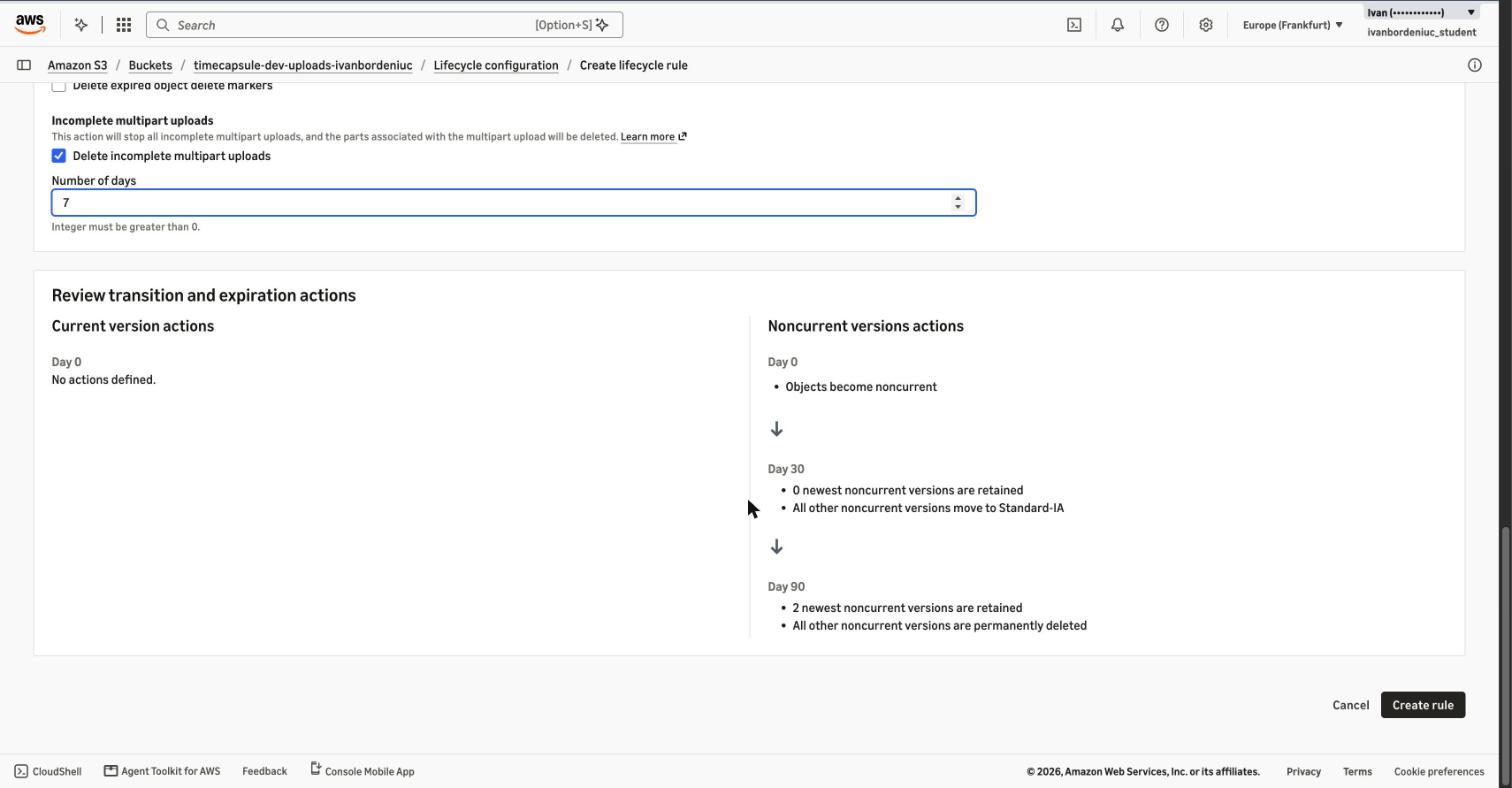 aws
Search
[Option+S]
Europe (Frankfurt)
Ivan (············)
ivanbordeniuc_student
Amazon S3 / Buckets / timecapsule-dev-uploads-ivanbordeniuc / Lifecycle configuration / Create lifecycle rule
Delete expired object delete markers
Incomplete multipart uploads
This action will stop all incomplete multipart uploads, and the parts associated with the multipart upload will be deleted. Learn more
Delete incomplete multipart uploads
Number of days
7
Integer must be greater than 0.
Review transition and expiration actions
Current version actions
Day 0
No actions defined.
Noncurrent versions actions
Day 0
• Objects become noncurrent
Day 30
• 0 newest noncurrent versions are retained
• All other noncurrent versions move to Standard-IA
Day 90
• 2 newest noncurrent versions are retained
• All other noncurrent versions are permanently deleted
Cancel
Create rule
CloudShell
Agent Toolkit for AWS
Feedback
Console Mobile App
© 2026, Amazon Web Services, Inc. or its affiliates.
Privacy
Terms
Cookie preferences